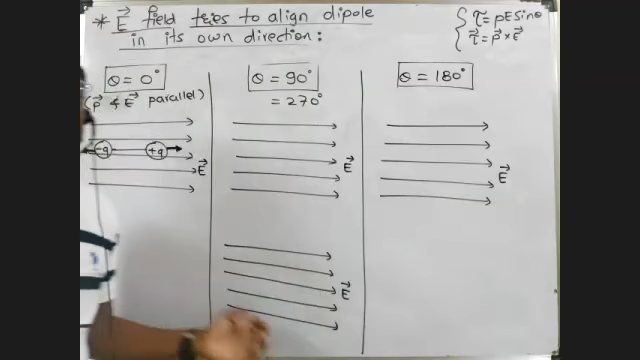 * E⃗ field tries to align dipole
in its own direction:
τ = pE sinθ
τ⃗ = p⃗ × E⃗
θ = 0°
(p⃗ & E⃗ parallel)
-q +q
E⃗
θ = 90°
= 270°
E⃗
E⃗
θ = 180°
E⃗